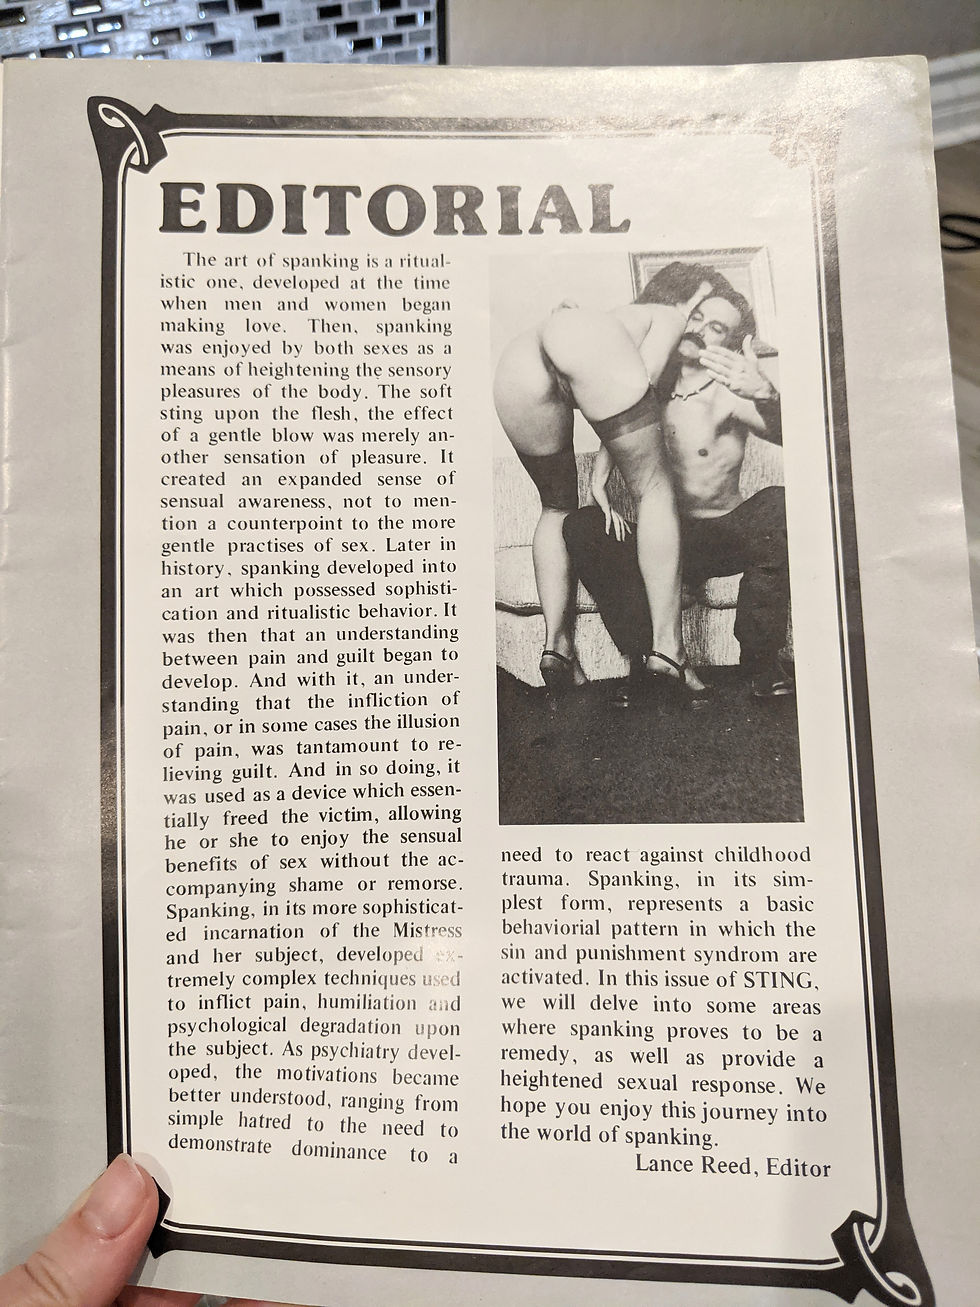 EDITORIAL
The art of spanking is a ritual-
istic one, developed at the time
when men and women began
making love. Then, spanking
was enjoyed by both sexes as a
means of heightening the sensory
pleasures of the body. The soft
sting upon the flesh, the effect
of a gentle blow was merely an-
other sensation of pleasure. It
created an expanded sense of
sensual awareness, not to men-
tion a counterpoint to the more
gentle practises of sex. Later in
history, spanking developed into
an art which possessed sophisti-
cation and ritualistic behavior. It
was then that an understanding
between pain and guilt began to
develop. And with it, an under-
standing that the infliction of
pain, or in some cases the illusion
of pain, was tantamount to re-
lieving guilt. And in so doing, it
was used as a device which essen-
tially freed the victim, allowing
he or she to enjoy the sensual
benefits of sex without the ac-
companying shame or remorse.
Spanking, in its more sophisticat-
ed incarnation of the Mistress
and her subject, developed ex-
tremely complex techniques used
to inflict pain, humiliation and
psychological degradation upon
the subject. As psychiatry devel-
oped, the motivations became
better understood, ranging from
simple hatred to the need to
demonstrate dominance to a
need to react against childhood
trauma. Spanking, in its sim-
plest form, represents a basic
behaviorial pattern in which the
sin and punishment syndrom are
activated. In this issue of STING,
we will delve into some areas
where spanking proves to be a
remedy, as well as provide a
heightened sexual response. We
hope you enjoy this journey into
the world of spanking.
Lance Reed, Editor